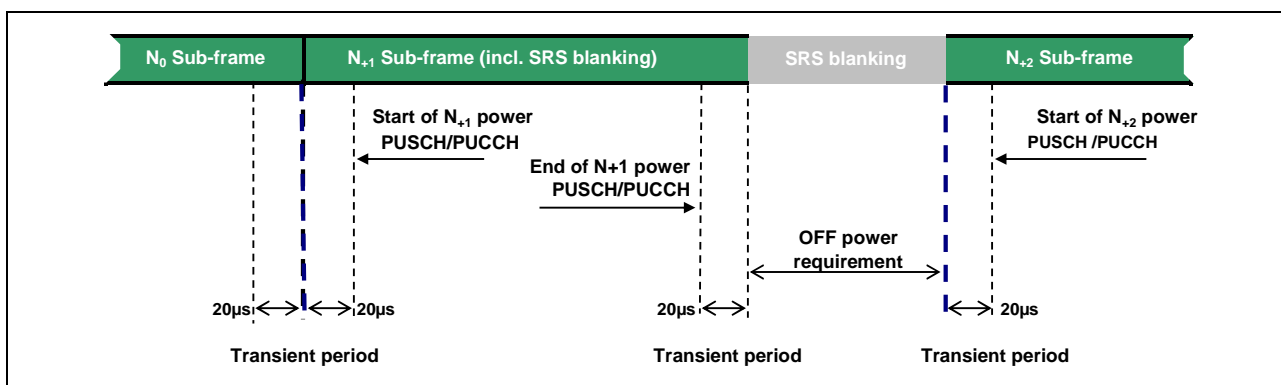 N0 Sub-frame
N+1 Sub-frame (incl. SRS blanking)
SRS blanking
N+2 Sub-frame
Start of N+1 power
PUSCH/PUCCH
End of N+1 power
PUSCH/PUCCH
Start of N+2 power
PUSCH /PUCCH
OFF power
requirement
20µs
20µs
20µs
20µs
Transient period
Transient period
Transient period